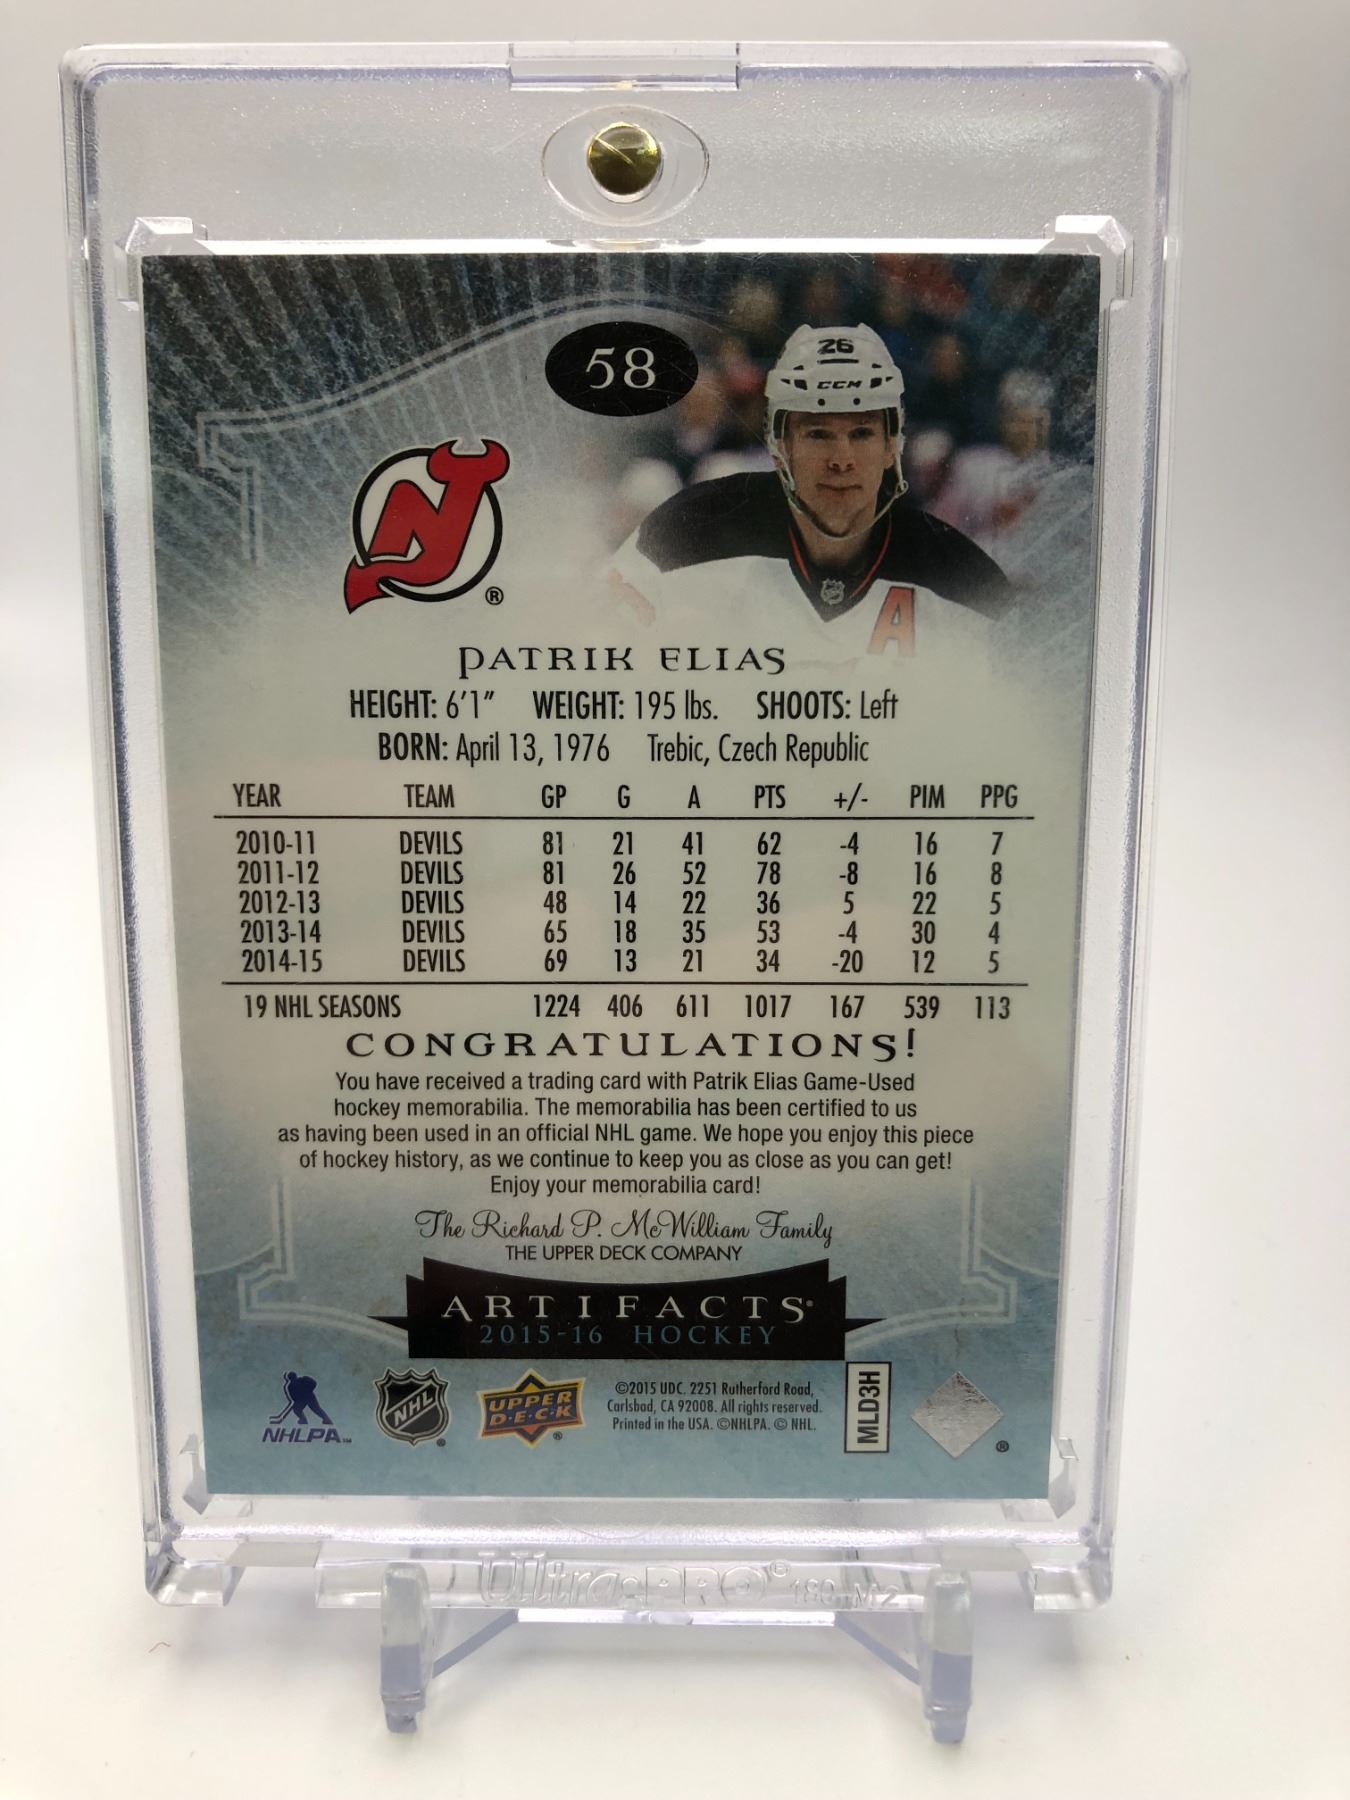 58
26
CCM
A
®
PATRIK ELIAS
HEIGHT: 6'1" WEIGHT: 195 lbs. SHOOTS: Left
BORN: April 13, 1976 Trebic, Czech Republic
YEAR TEAM GP G A PTS +/- PIM PPG
2010-11 DEVILS 81 21 41 62 -4 16 7
2011-12 DEVILS 81 26 52 78 -8 16 8
2012-13 DEVILS 48 14 22 36 5 22 5
2013-14 DEVILS 65 18 35 53 -4 30 4
2014-15 DEVILS 69 13 21 34 -20 12 5
19 NHL SEASONS 1224 406 611 1017 167 539 113
CONGRATULATIONS!
You have received a trading card with Patrik Elias Game-Used
hockey memorabilia. The memorabilia has been certified to us
as having been used in an official NHL game. We hope you enjoy this piece
of hockey history, as we continue to keep you as close as you can get!
Enjoy your memorabilia card!
The Richard P. McWilliam Family
THE UPPER DECK COMPANY
ARTIFACTS®
2015-16 HOCKEY
NHLPA™
NHL®
UPPER DECK®
©2015 UDC. 2251 Rutherford Road,
Carlsbad, CA 92008. All rights reserved.
Printed in the USA. ©NHLPA. © NHL.
MLD3H
®
Ultra•PRO® 180-M2